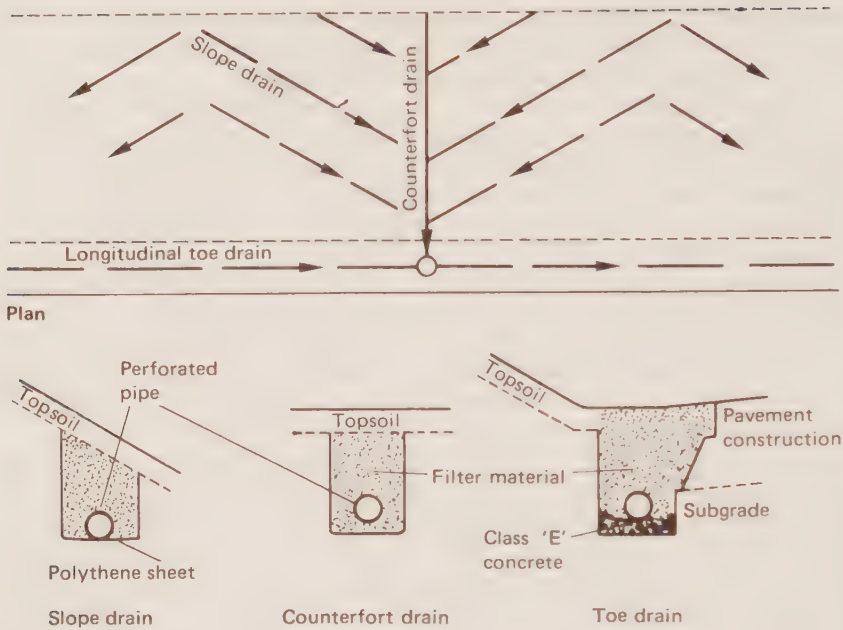 Slope drain
Counterfort drain
Longitudinal toe drain
Plan
Perforated
pipe
Topsoil
Topsoil
Topsoil
Pavement
construction
Filter material
Subgrade
Class 'E'
concrete
Polythene sheet
Slope drain
Counterfort drain
Toe drain